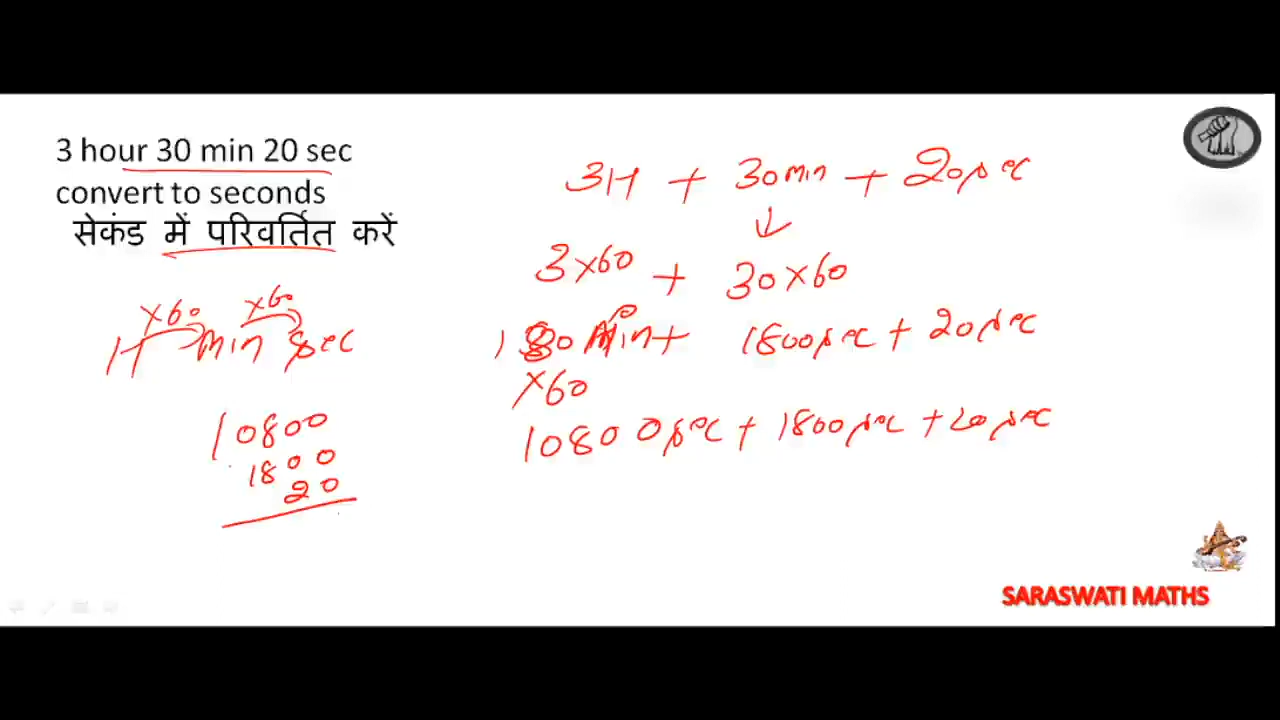 3 hour 30 min 20 sec
convert to seconds
सेकंड में परिवर्तित करें
3H + 30min + 20sec
3×60 + 30×60
×60 ×60
H min sec
180 min + 1800sec + 20sec
×60
10800sec + 1800sec + 20sec
10800
1800
20
SARASWATI MATHS